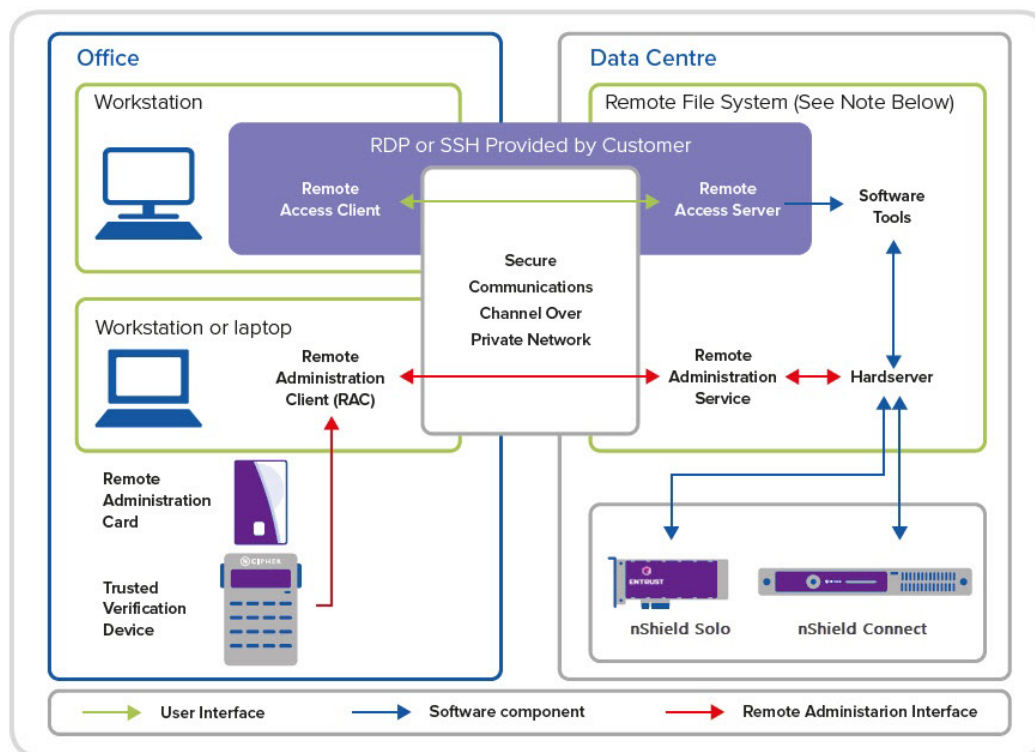 Office
Data Centre
Workstation
Remote File System (See Note Below)
RDP or SSH Provided by Customer
Remote
Access Client
Remote
Access Server
Software
Tools
Secure
Communications
Channel Over
Private Network
Workstation or laptop
Remote
Administration
Client (RAC)
Remote
Administration
Service
Hardserver
Remote
Administration
Card
NCIPHER
Trusted
Verification
Device
ENTRUST
nShield Solo
nShield Connect
User Interface
Software component
Remote Administarion Interface